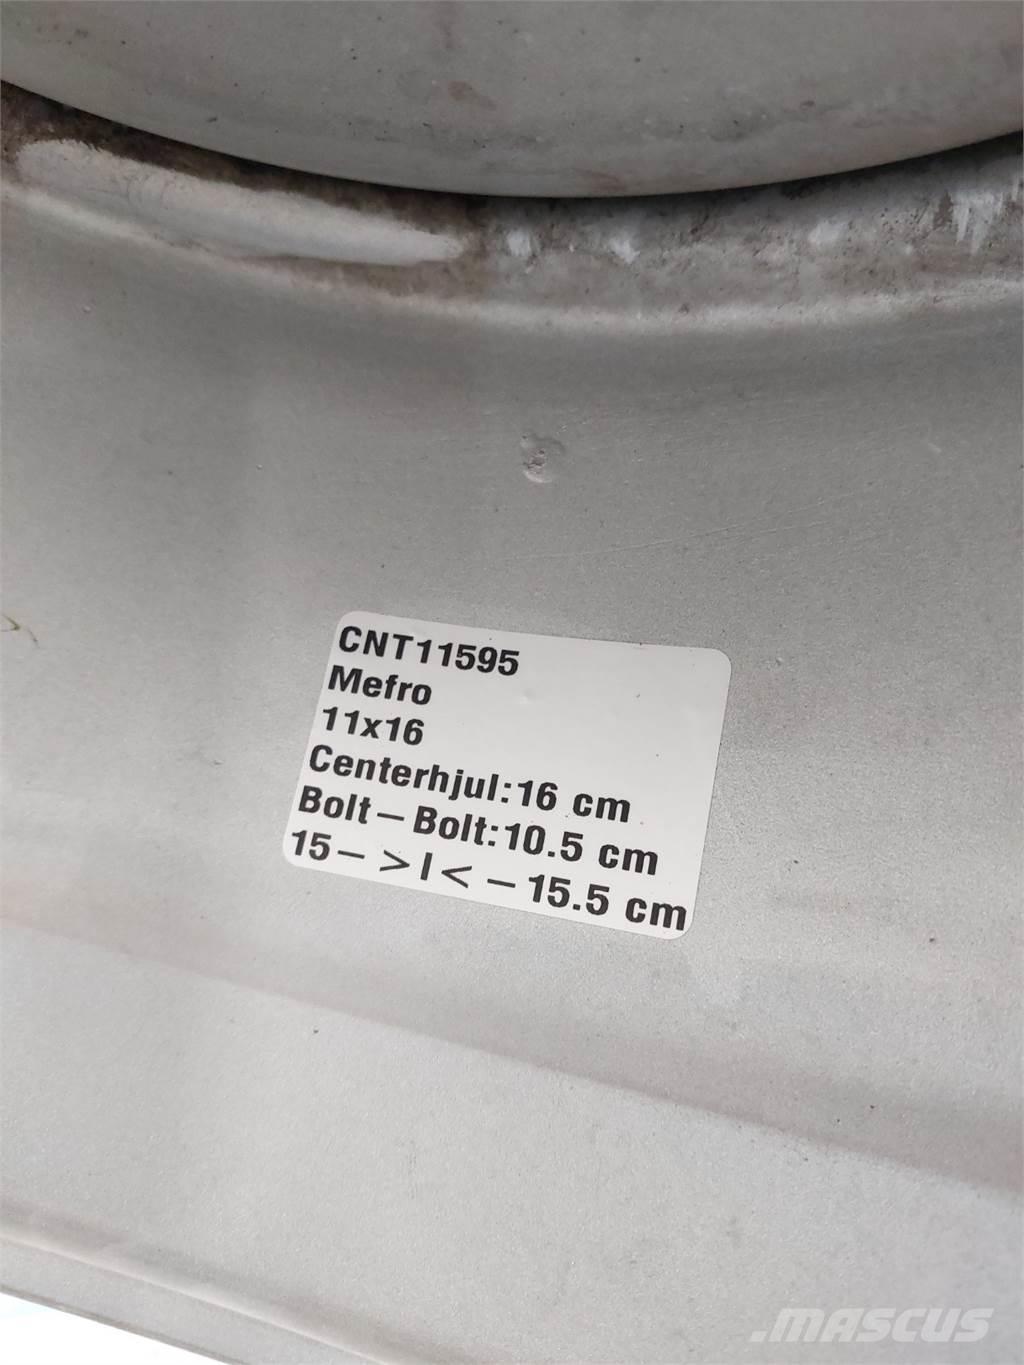 CNT11595
Mefro
11x16
Centerhjul:16 cm
Bolt–Bolt:10.5 cm
15–>I<–15.5 cm
MASCUS